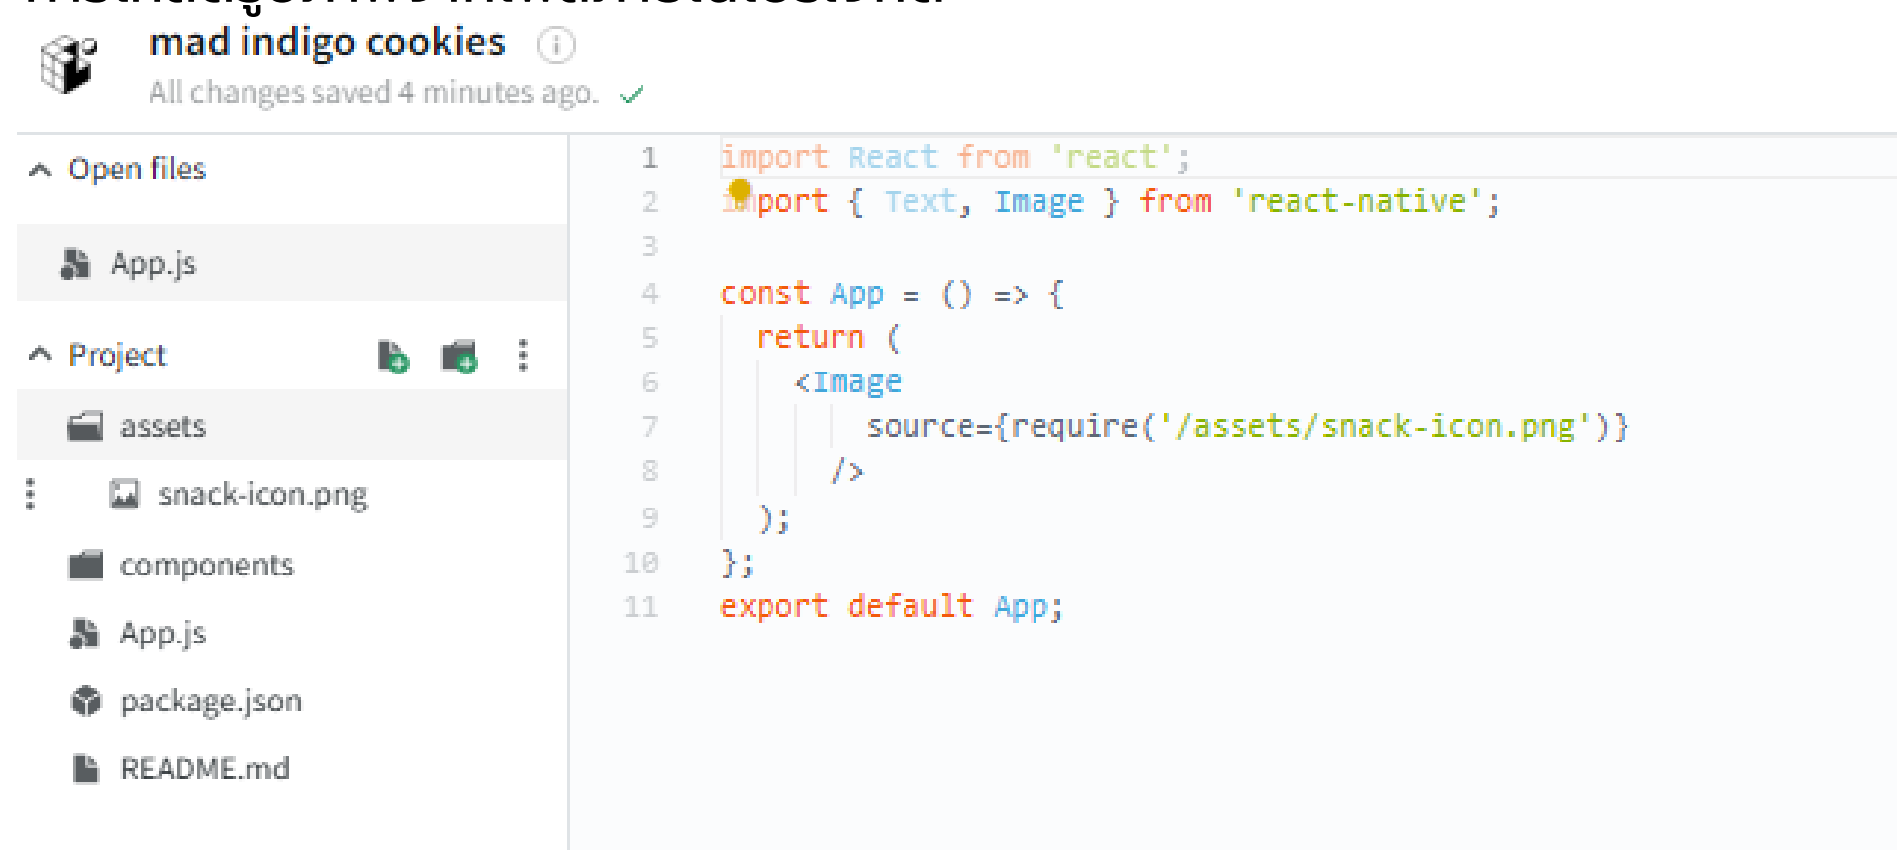 mad indigo cookies
All changes saved 4 minutes ago.
Open files
App.js
Project
assets
snack-icon.png
components
App.js
package.json
README.md
1 import React from 'react';
2 import { Text, Image } from 'react-native';
3
4 const App = () => {
5 return (
6 <Image
7 source={require('/assets/snack-icon.png')}
8 />
9 );
10 };
11 export default App;